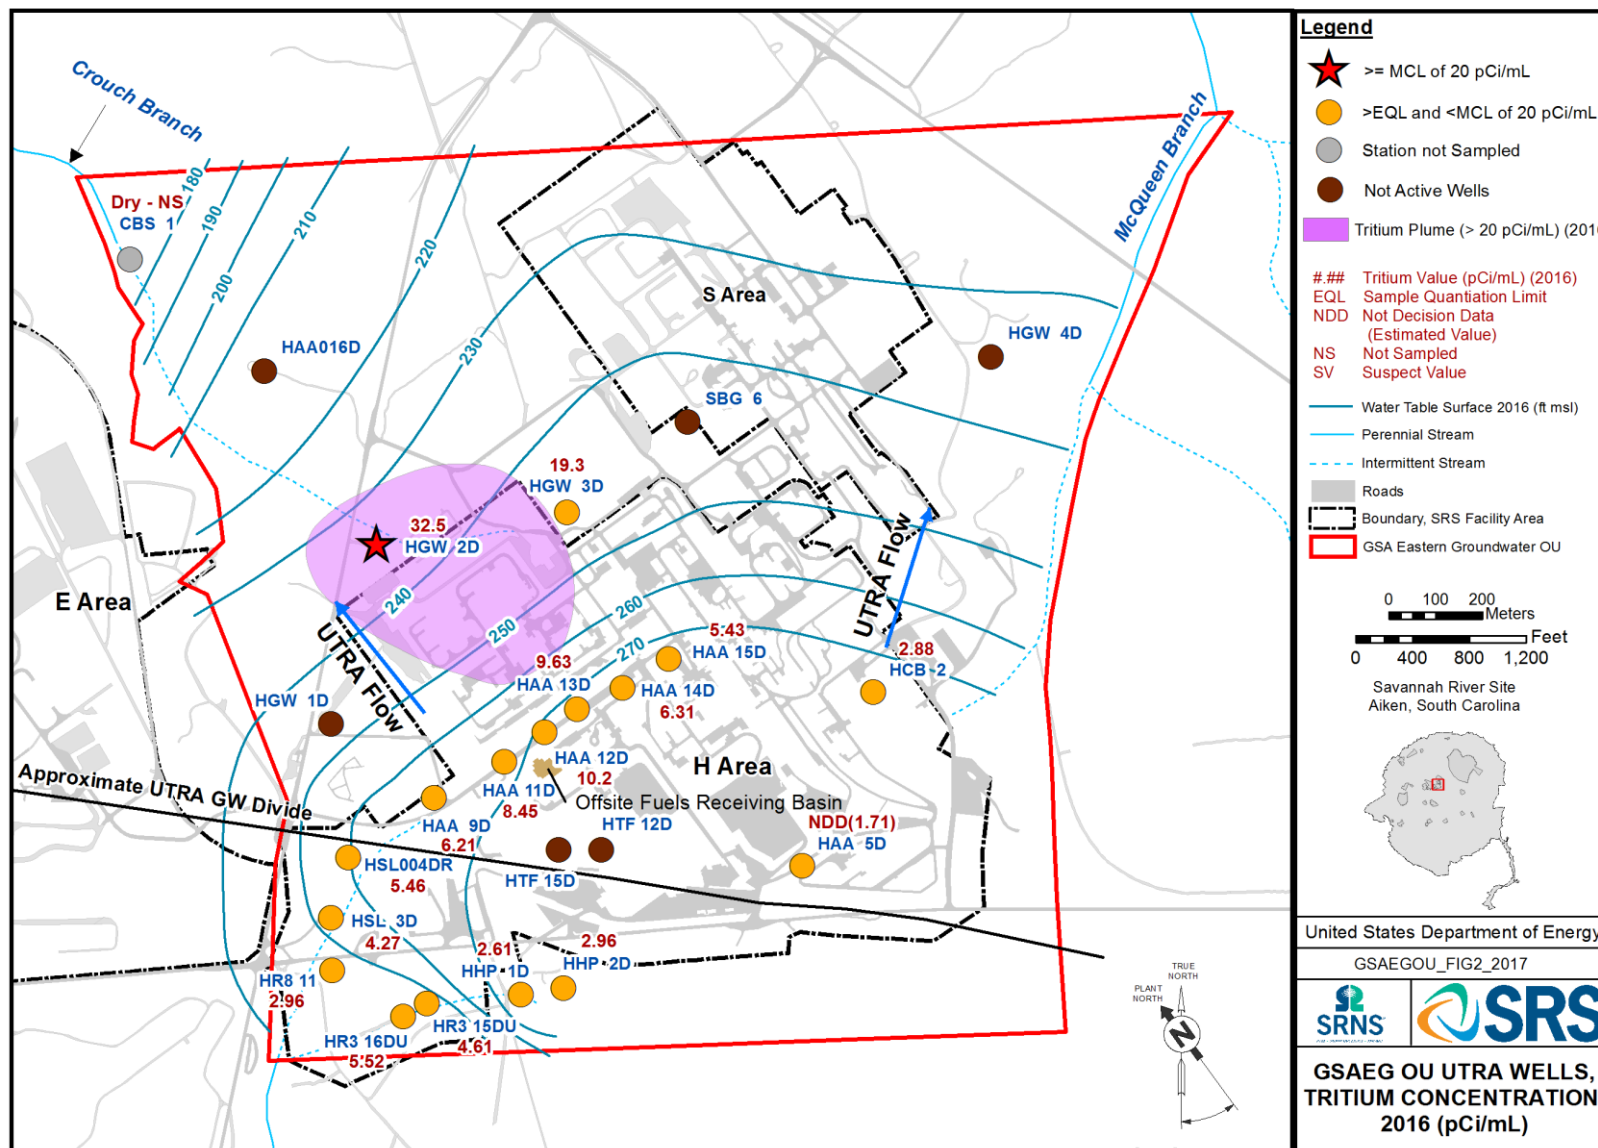 Crouch Branch
McQueen Branch
Dry - NS
CBS 1
180
190
200
210
220
230
240
250
260
270
HAA016D
S Area
HGW 4D
SBG 6
19.3
HGW 3D
32.5
HGW 2D
E Area
UTRA Flow
UTRA Flow
5.43
HAA 15D
2.88
HCB 2
9.63
HAA 13D
HAA 14D
6.31
HGW 1D
HAA 12D
10.2
H Area
HAA 11D
8.45
Offsite Fuels Receiving Basin
Approximate UTRA GW Divide
HAA 9D
6.21
HTF 12D
NDD(1.71)
HAA 5D
HSL004DR
5.46
HTF 15D
HSL 3D
4.27
2.61
HHP 1D
2.96
HHP 2D
HR8 11
2.96
HR3 15DU
4.61
HR3 16DU
5.52
TRUE
NORTH
PLANT
NORTH
N
Legend
>= MCL of 20 pCi/mL
>EQL and <MCL of 20 pCi/mL
Station not Sampled
Not Active Wells
Tritium Plume (> 20 pCi/mL) (201
#.## Tritium Value (pCi/mL) (2016)
EQL Sample Quantiation Limit
NDD Not Decision Data
(Estimated Value)
NS Not Sampled
SV Suspect Value
Water Table Surface 2016 (ft msl)
Perennial Stream
Intermittent Stream
Roads
Boundary, SRS Facility Area
GSA Eastern Groundwater OU
0 100 200
Meters
Feet
0 400 800 1,200
Savannah River Site
Aiken, South Carolina
United States Department of Energy
GSAEGOU_FIG2_2017
SRNS
SRS
GSAEG OU UTRA WELLS,
TRITIUM CONCENTRATION
2016 (pCi/mL)